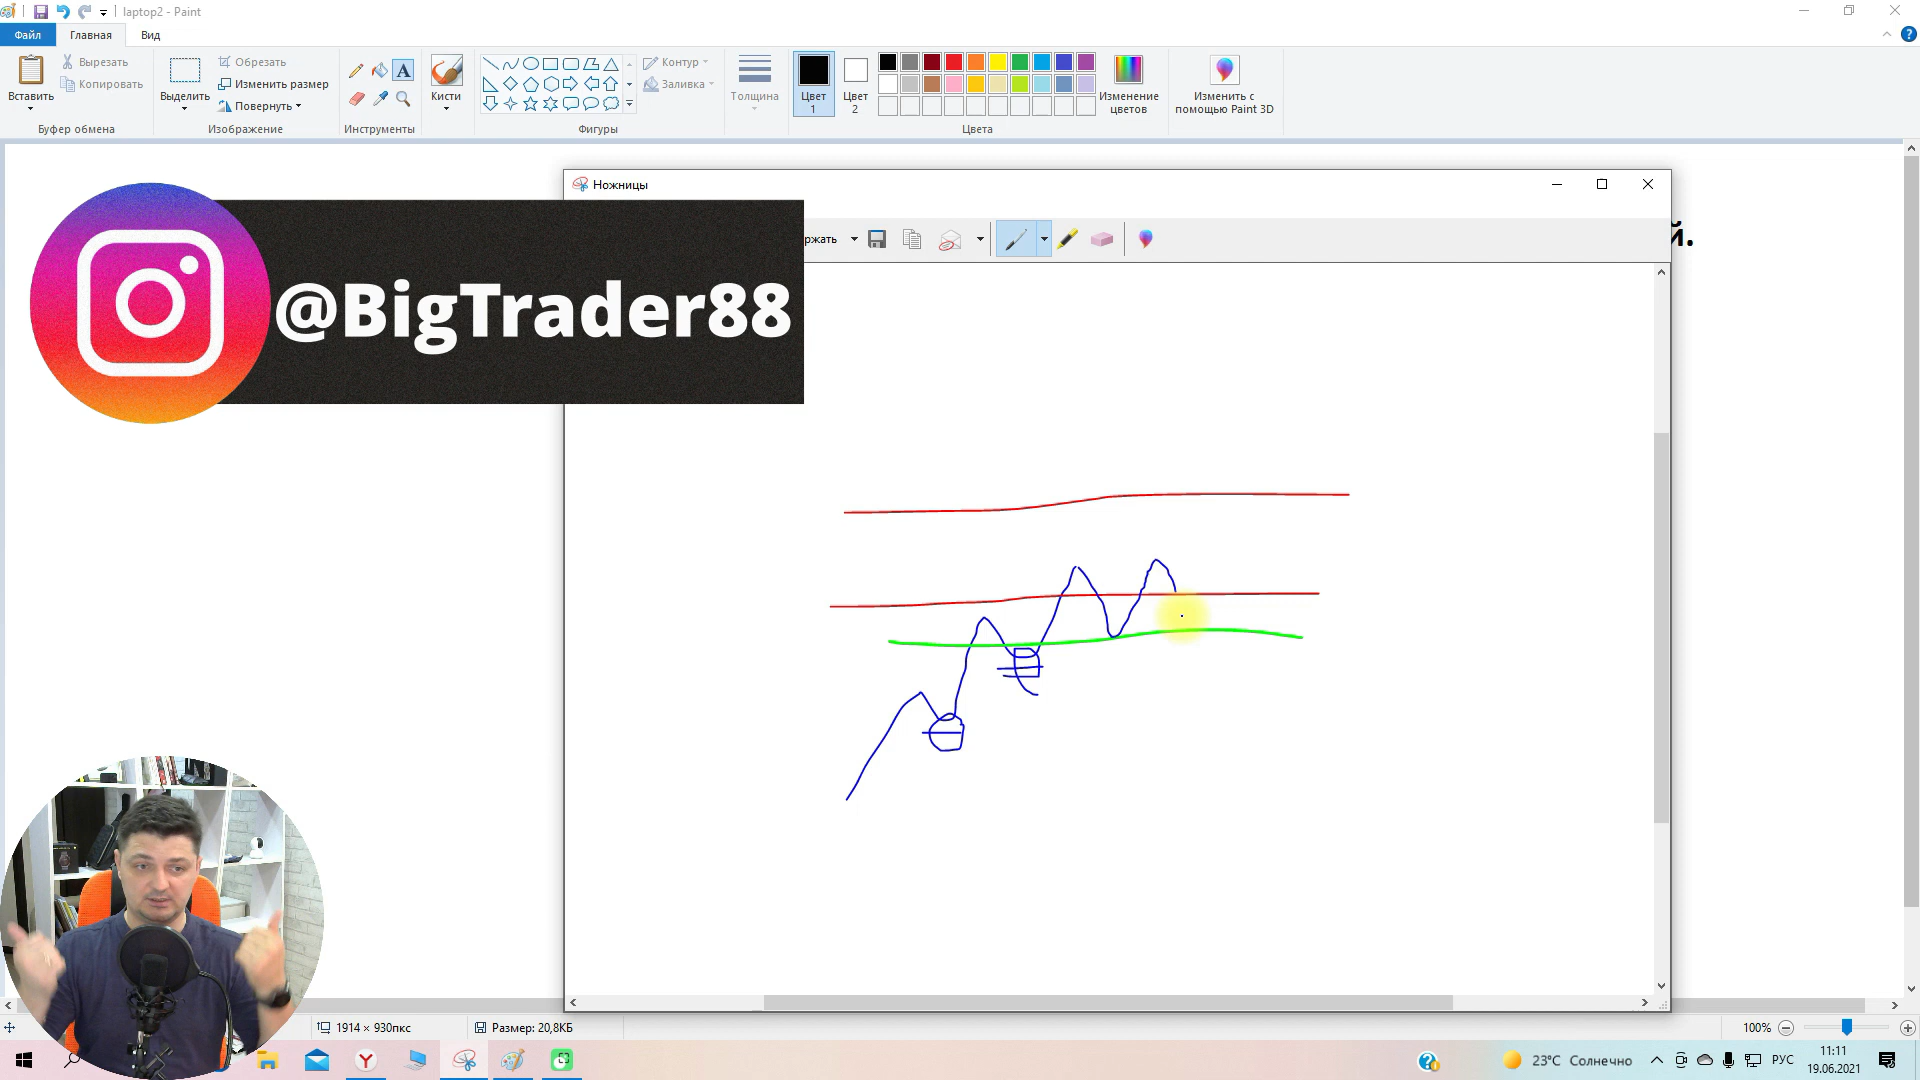 laptop2 - Paint
Файл
Главная
Вид
Вставить
Вырезать
Копировать
Буфер обмена
Выделить
Обрезать
Изменить размер
Повернуть
Изображение
A
Инструменты
Кисти
Контур
Заливка
Фигуры
Толщина
Цвет 1
Цвет 2
Цвета
Изменение цветов
Изменить с помощью Paint 3D
Ножницы
ржать
й.
@BigTrader88
1914 × 930пкс
Размер: 20,8КБ
100%
23°C Солнечно
РУС
11:11
19.06.2021